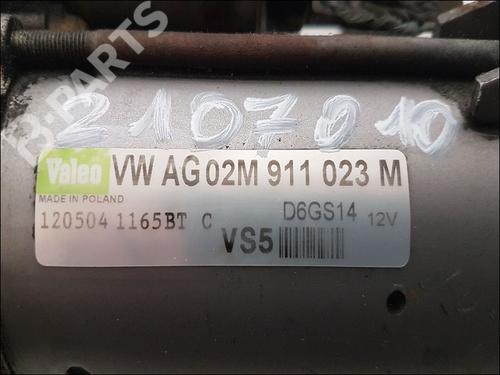 B-PARTS
2107010
Valeo VW AG 02M 911 023 M
MADE IN POLAND
120504 1165BT C D6GS14 12V
VS5